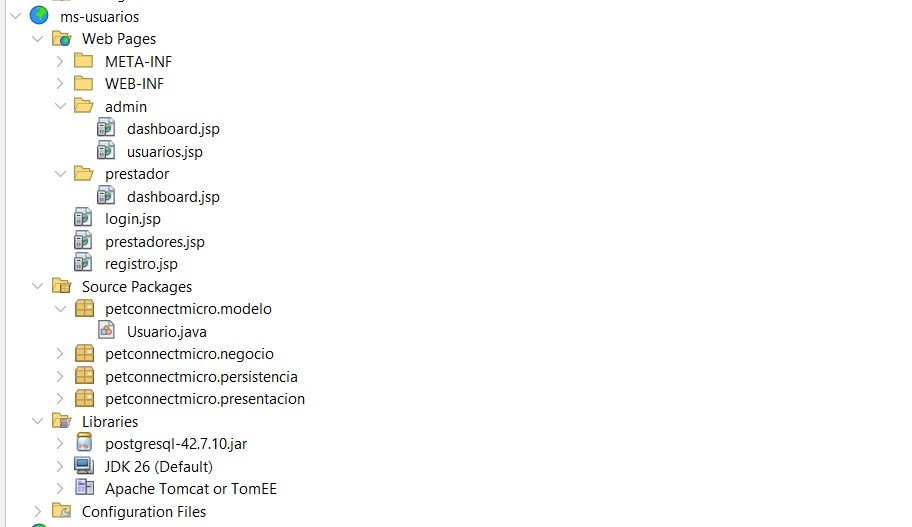 ms-usuarios
Web Pages
META-INF
WEB-INF
admin
dashboard.jsp
usuarios.jsp
prestador
dashboard.jsp
login.jsp
prestadores.jsp
registro.jsp
Source Packages
petconnectmicro.modelo
Usuario.java
petconnectmicro.negocio
petconnectmicro.persistencia
petconnectmicro.presentacion
Libraries
postgresql-42.7.10.jar
JDK 26 (Default)
Apache Tomcat or TomEE
Configuration Files